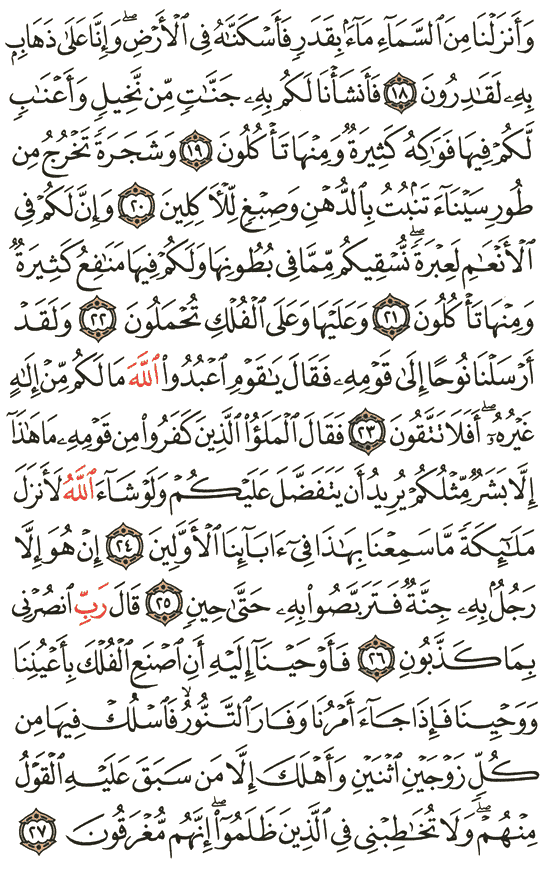 وَأَنزَلْنَا مِنَ ٱلسَّمَآءِ مَآءًۢ بِقَدَرٍ فَأَسْكَنَّٰهُ فِى ٱلْأَرْضِۖ وَإِنَّا عَلَىٰ ذَهَابٍۭ
بِهِۦ لَقَٰدِرُونَ ١٨ فَأَنشَأْنَا لَكُم بِهِۦ جَنَّٰتٍ مِّن نَّخِيلٍ وَأَعْنَٰبٍ
لَّكُمْ فِيهَا فَوَٰكِهُ كَثِيرَةٌ وَمِنْهَا تَأْكُلُونَ ١٩ وَشَجَرَةً تَخْرُجُ مِن
طُورِ سَيْنَآءَ تَنۢبُتُ بِٱلدُّهْنِ وَصِبْغٍ لِّلْـَٔاكِلِينَ ٢٠ وَإِنَّ لَكُمْ فِى
ٱلْأَنْعَٰمِ لَعِبْرَةًۖ نُّسْقِيكُم مِّمَّا فِى بُطُونِهَا وَلَكُمْ فِيهَا مَنَٰفِعُ كَثِيرَةٌ
وَمِنْهَا تَأْكُلُونَ ٢١ وَعَلَيْهَا وَعَلَى ٱلْفُلْكِ تُحْمَلُونَ ٢٢ وَلَقَدْ
أَرْسَلْنَا نُوحًا إِلَىٰ قَوْمِهِۦ فَقَالَ يَٰقَوْمِ ٱعْبُدُوا۟ ٱللَّهَ مَا لَكُم مِّنْ إِلَٰهٍ
غَيْرُهُۥٓۖ أَفَلَا تَتَّقُونَ ٢٣ فَقَالَ ٱلْمَلَؤُا۟ ٱلَّذِينَ كَفَرُوا۟ مِن قَوْمِهِۦ مَا هَٰذَآ
إِلَّا بَشَرٌ مِّثْلُكُمْ يُرِيدُ أَن يَتَفَضَّلَ عَلَيْكُمْ وَلَوْ شَآءَ ٱللَّهُ لَأَنزَلَ
مَلَٰٓئِكَةً مَّا سَمِعْنَا بِهَٰذَا فِىٓ ءَابَآئِنَا ٱلْأَوَّلِينَ ٢٤ إِنْ هُوَ إِلَّا
رَجُلٌۢ بِهِۦ جِنَّةٌ فَتَرَبَّصُوا۟ بِهِۦ حَتَّىٰ حِينٍ ٢٥ قَالَ رَبِّ ٱنصُرْنِى
بِمَا كَذَّبُونِ ٢٦ فَأَوْحَيْنَآ إِلَيْهِ أَنِ ٱصْنَعِ ٱلْفُلْكَ بِأَعْيُنِنَا
وَوَحْيِنَا فَإِذَا جَآءَ أَمْرُنَا وَفَارَ ٱلتَّنُّورُۙ فَٱسْلُكْ فِيهَا مِن
كُلٍّ زَوْجَيْنِ ٱثْنَيْنِ وَأَهْلَكَ إِلَّا مَن سَبَقَ عَلَيْهِ ٱلْقَوْلُ
مِنْهُمْۖ وَلَا تُخَٰطِبْنِى فِى ٱلَّذِينَ ظَلَمُوٓا۟ۖ إِنَّهُم مُّغْرَقُونَ ٢٧